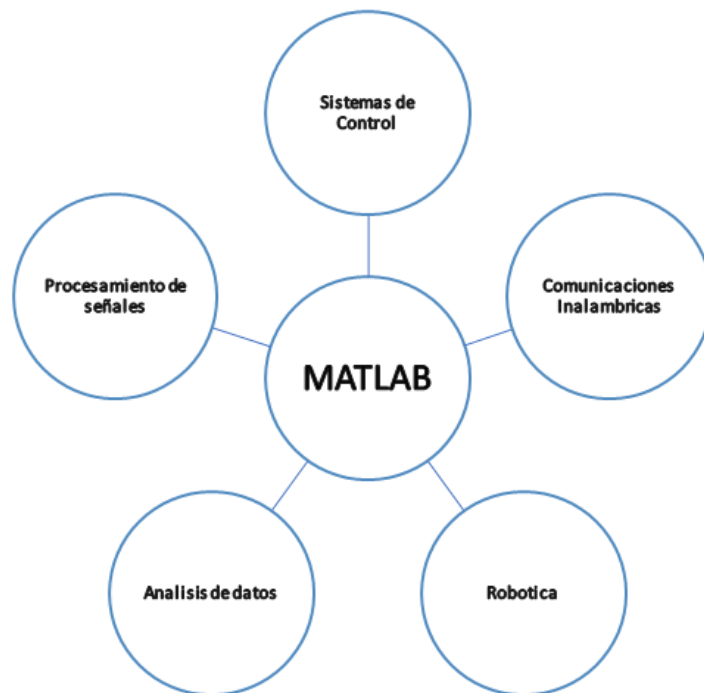 Sistemas de
Control
Procesamiento de
señales
Comunicaciones
Inalambricas
MATLAB
Analisis de datos
Robotica